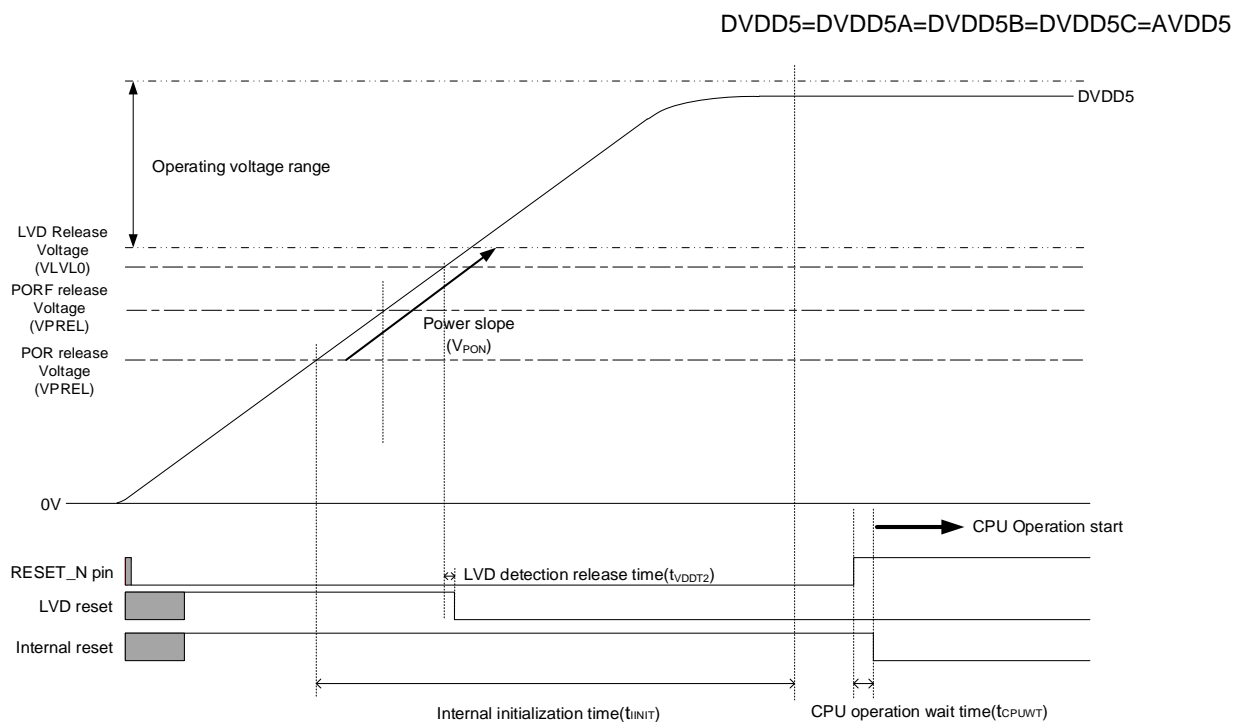 DVDD5=DVDD5A=DVDD5B=DVDD5C=AVDD5
DVDD5
Operating voltage range
LVD Release
Voltage
(VLVL0)
PORF release
Voltage
(VPREL)
Power slope
(VPON)
POR release
Voltage
(VPREL)
0V
CPU Operation start
RESET_N pin
LVD detection release time(tVDDT2)
LVD reset
Internal reset
Internal initialization time(tIINIT)
CPU operation wait time(tCPUWT)